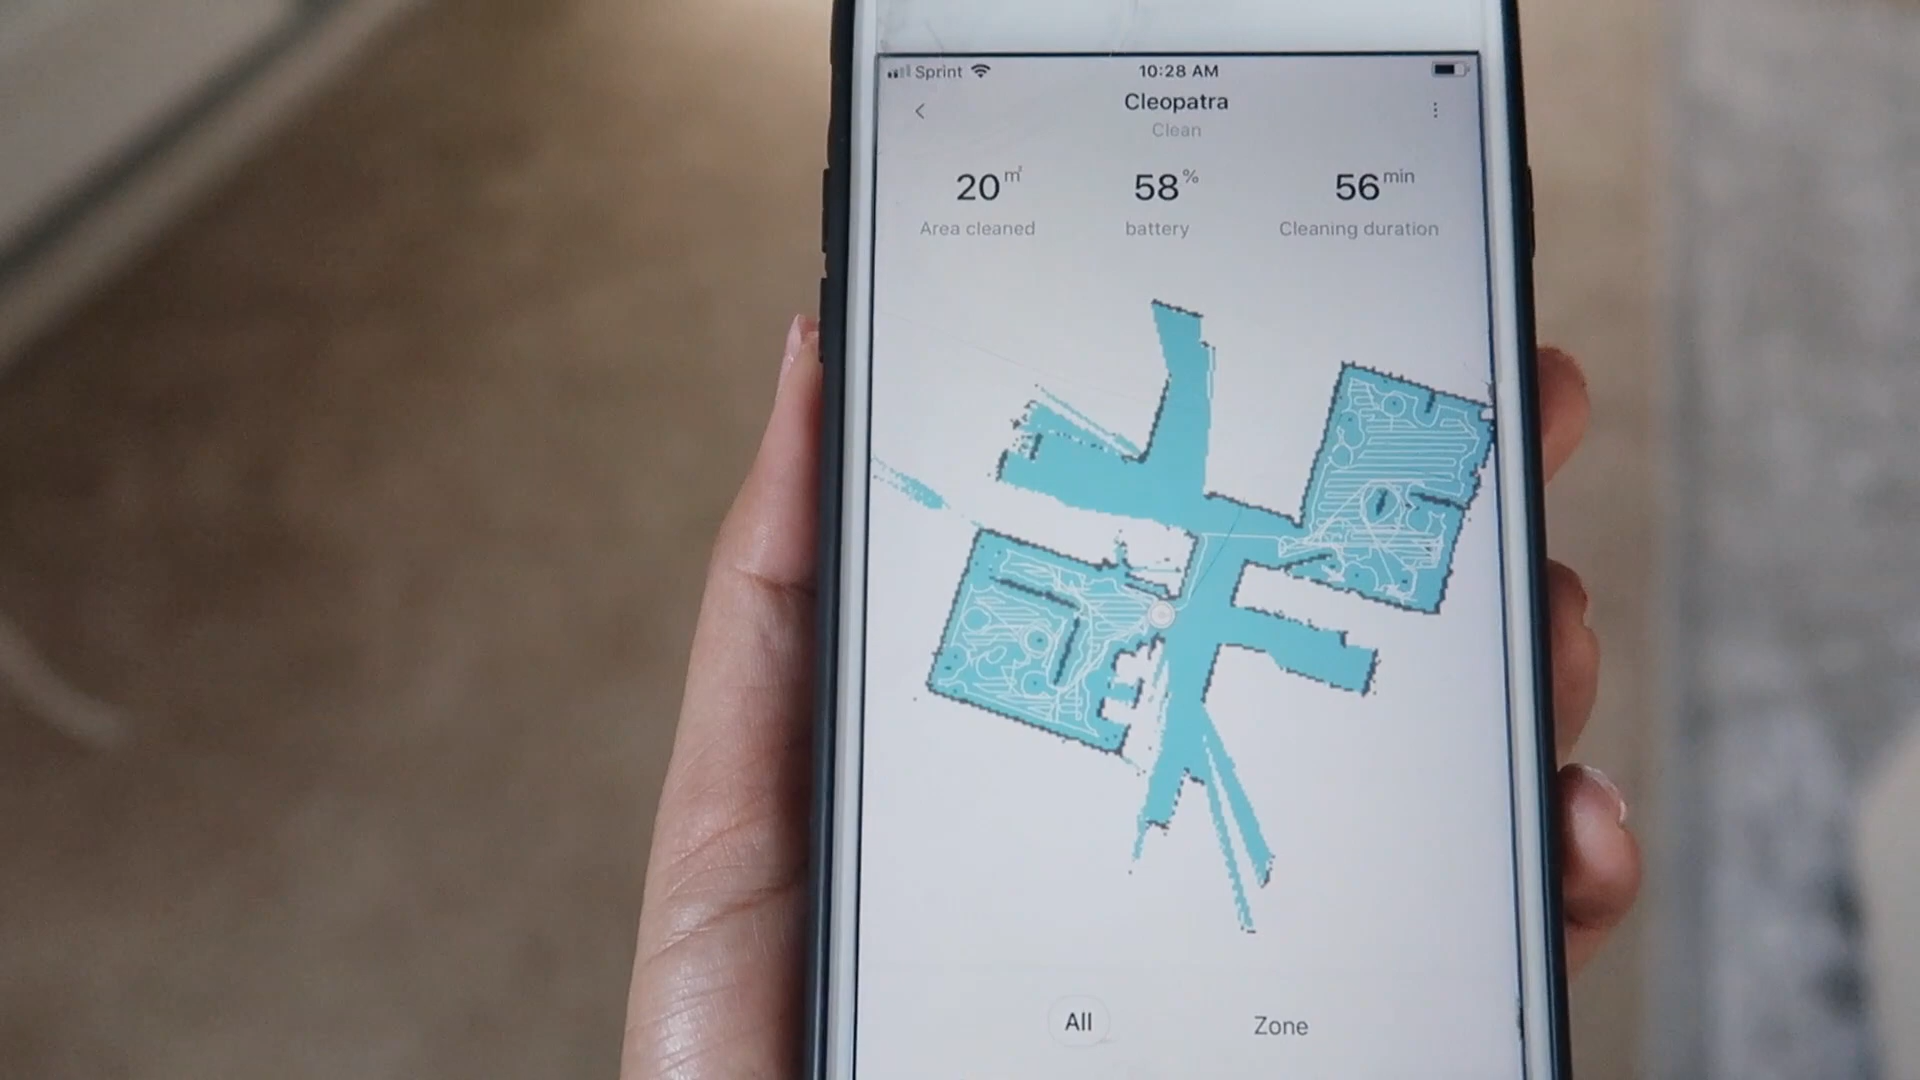 Sprint 10:28 AM
Cleopatra
Clean
20 m² 58 % 56 min
Area cleaned battery Cleaning duration
All Zone